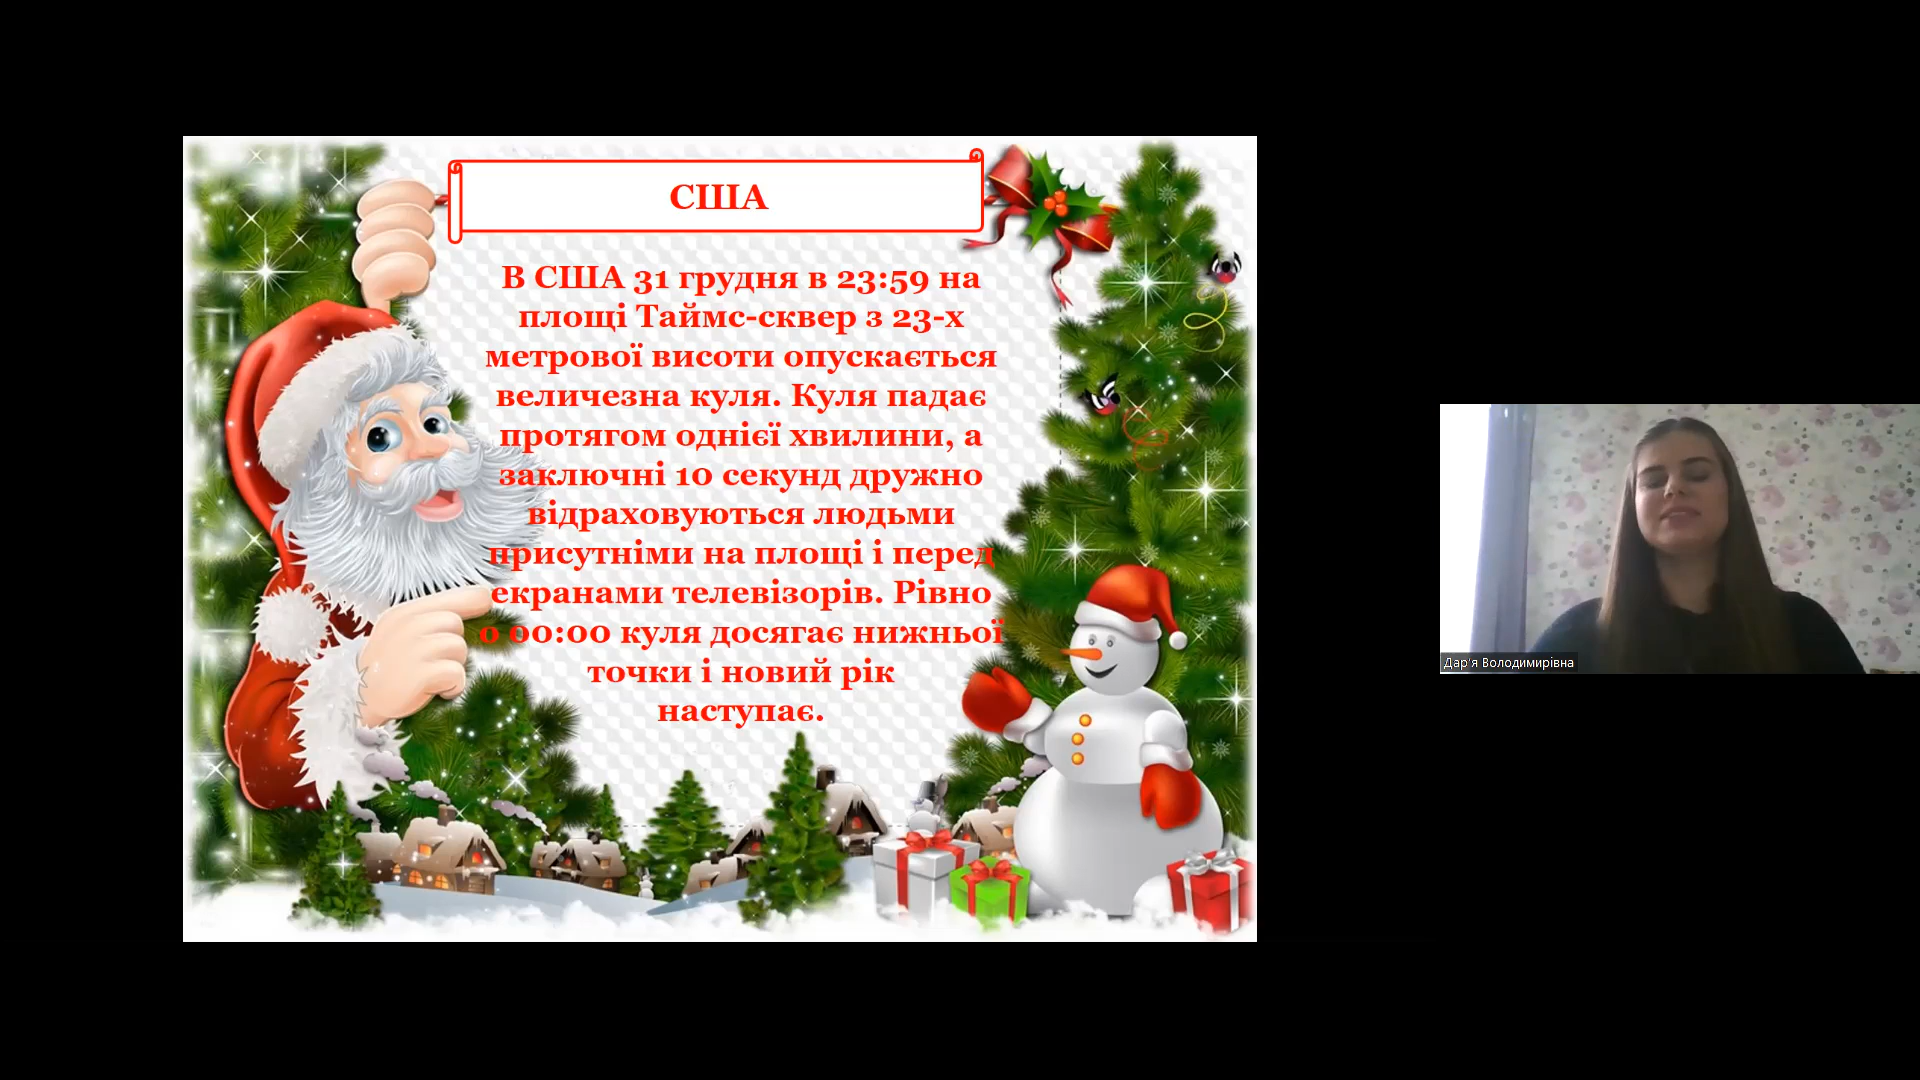 США
В США 31 грудня в 23:59 на
площі Таймс-сквер з 23-х
метрової висоти опускається
величезна куля. Куля падає
протягом однієї хвилини, а
заключні 10 секунд дружно
відраховуються людьми
присутніми на площі і перед
екранами телевізорів. Рівно
о 00:00 куля досягає нижньої
точки і новий рік
наступає.
Дар'я Володимирівна